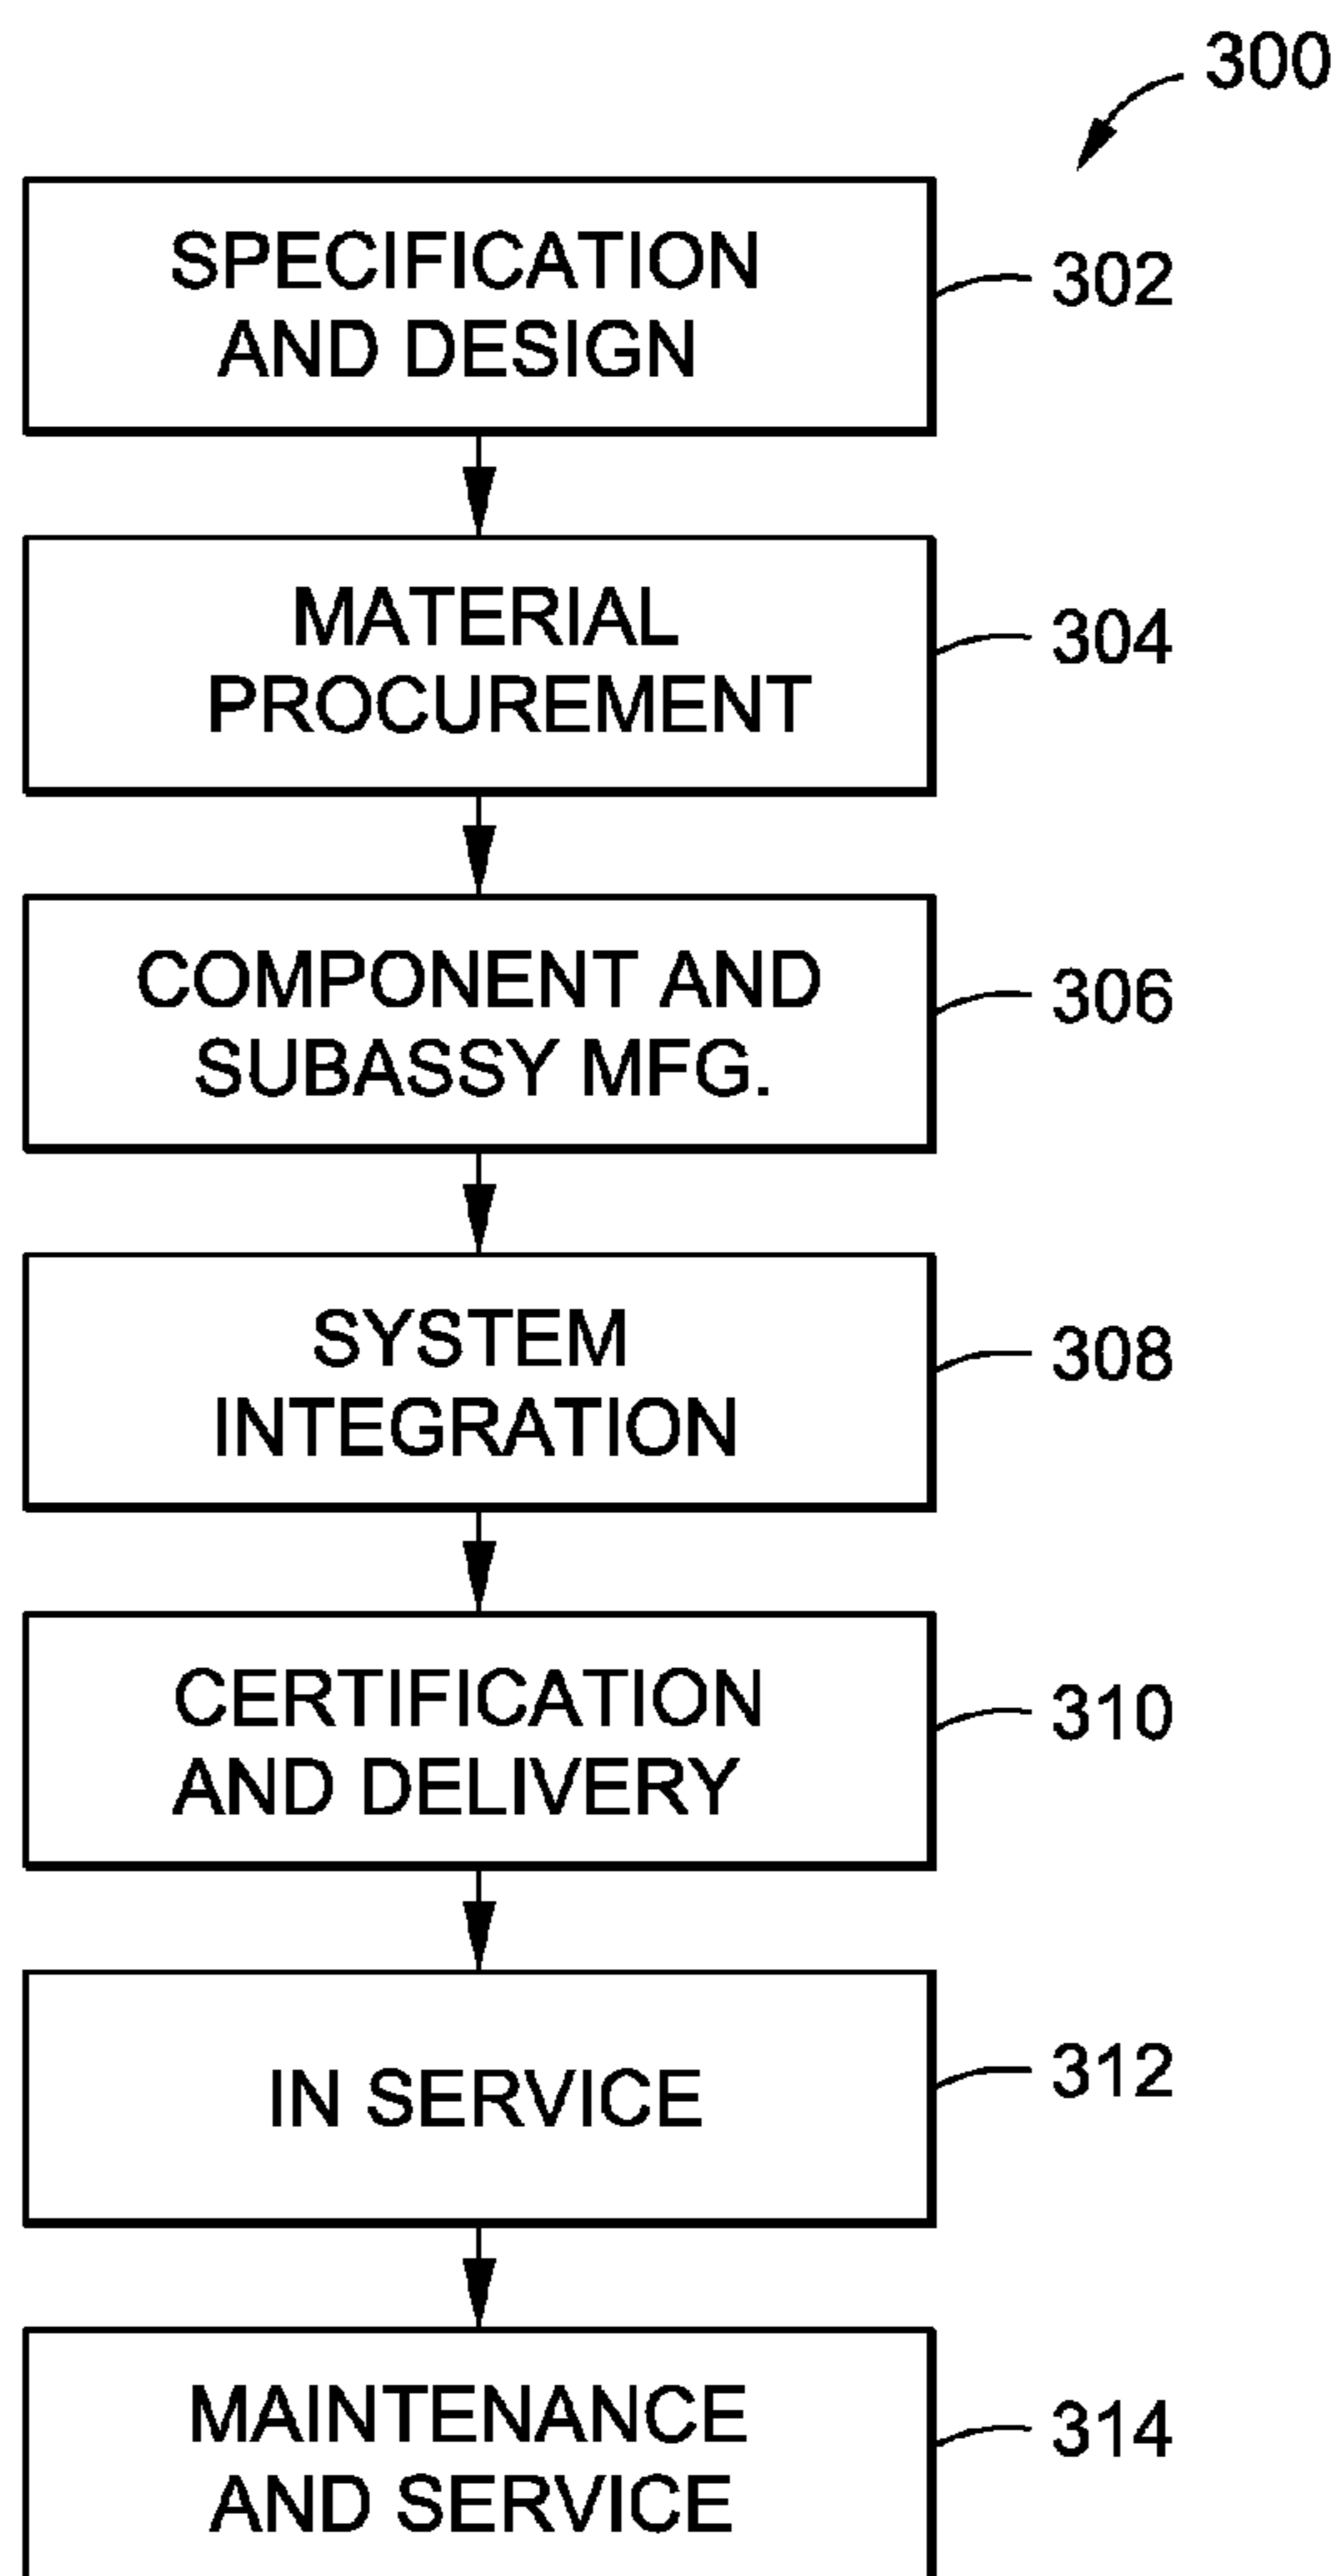 300
SPECIFICATION
AND DESIGN
302
MATERIAL
PROCUREMENT
304
COMPONENT AND
SUBASSY MFG.
306
SYSTEM
INTEGRATION
308
CERTIFICATION
AND DELIVERY
310
IN SERVICE
312
MAINTENANCE
AND SERVICE
314